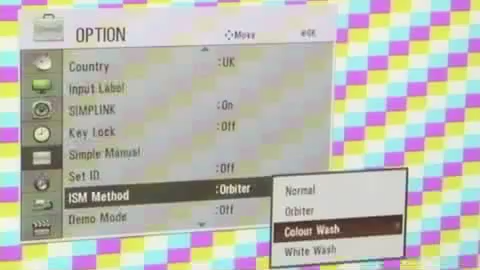 OPTION
Move
OK
Country : UK
Input Label
SIMPLINK : On
Key Lock : Off
Simple Manual
Set ID : Off
ISM Method : Orbiter
Demo Mode : Off
Normal
Orbiter
Colour Wash
White Wash